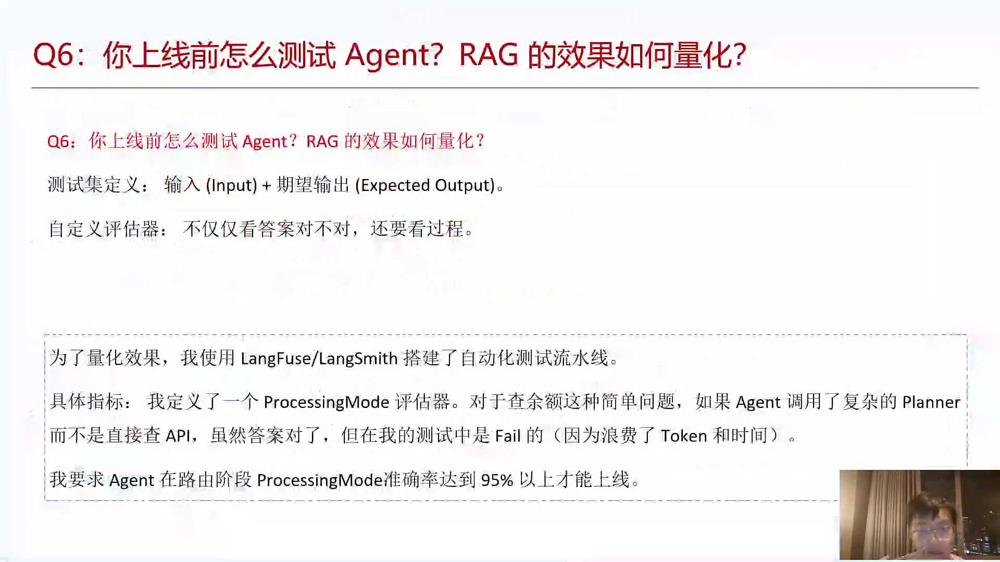 Q6：你上线前怎么测试 Agent？RAG 的效果如何量化？
Q6：你上线前怎么测试 Agent？RAG 的效果如何量化？
测试集定义： 输入 (Input) + 期望输出 (Expected Output)。
自定义评估器： 不仅仅看答案对不对，还要看过程。
为了量化效果，我使用 LangFuse/LangSmith 搭建了自动化测试流水线。
具体指标： 我定义了一个 ProcessingMode 评估器。对于查余额这种简单问题，如果 Agent 调用了复杂的 Planner
而不是直接查 API，虽然答案对了，但在我的测试中是 Fail 的（因为浪费了 Token 和时间）。
我要求 Agent 在路由阶段 ProcessingMode准确率达到 95% 以上才能上线。